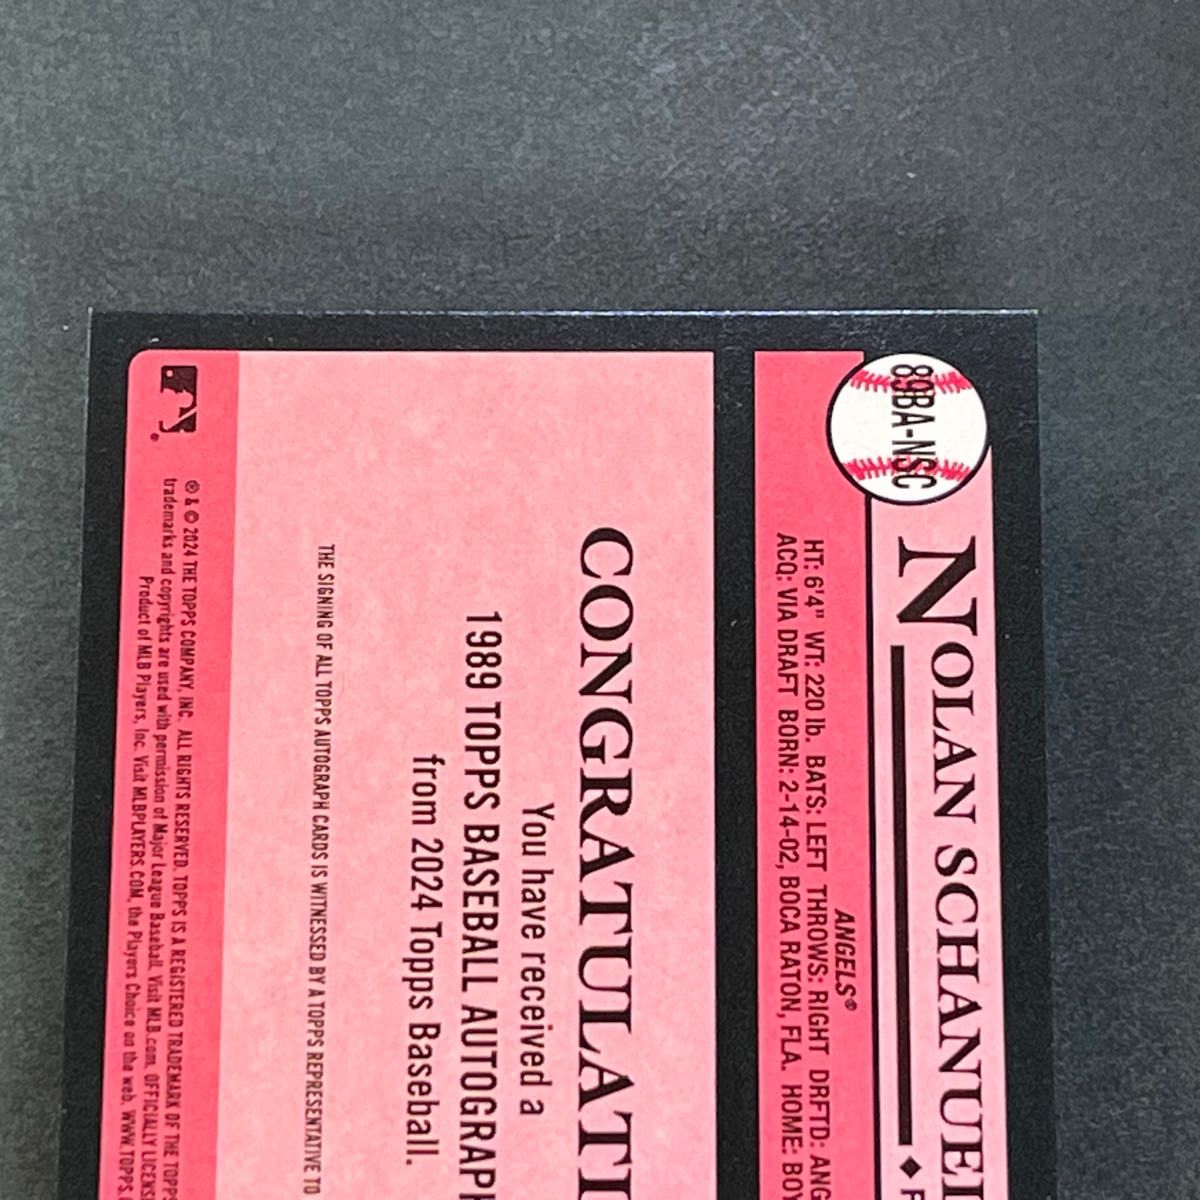 89BA-NSC
NOLAN SCHANUEL
ANGELS®
HT: 6'4" WT: 220 lb. BATS: LEFT THROWS: RIGHT DRFTD: ANG
ACQ: VIA DRAFT BORN: 2-14-02, BOCA RATON, FLA. HOME: BOY
CONGRATULATI
You have received a
1989 TOPPS BASEBALL AUTOGRAPH
from 2024 Topps Baseball.
THE SIGNING OF ALL TOPPS AUTOGRAPH CARDS IS WITNESSED BY A TOPPS REPRESENTATIVE TO
® & © 2024 THE TOPPS COMPANY, INC. ALL RIGHTS RESERVED. TOPPS IS A REGISTERED TRADEMARK OF THE TOPPS
trademarks and copyrights are used with permission of Major League Baseball. Visit MLB.com. OFFICIALLY LICENS
Product of MLB Players, Inc. Visit MLBPLAYERS.COM, the Players Choice on the web. WWW.TOPPS.